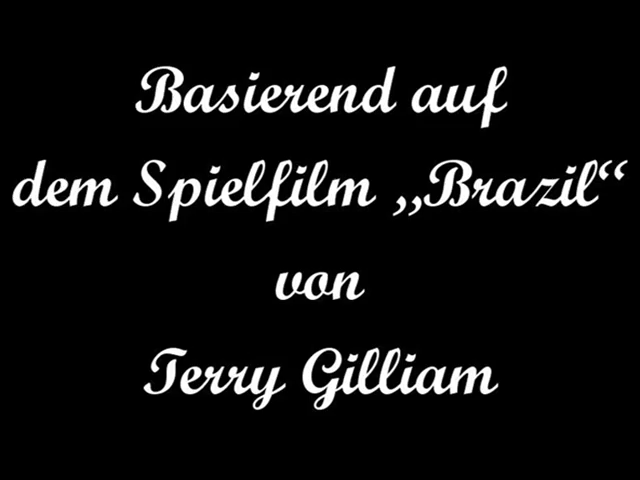 Basierend auf
dem Spielfilm „Brazil“
von
Terry Gilliam